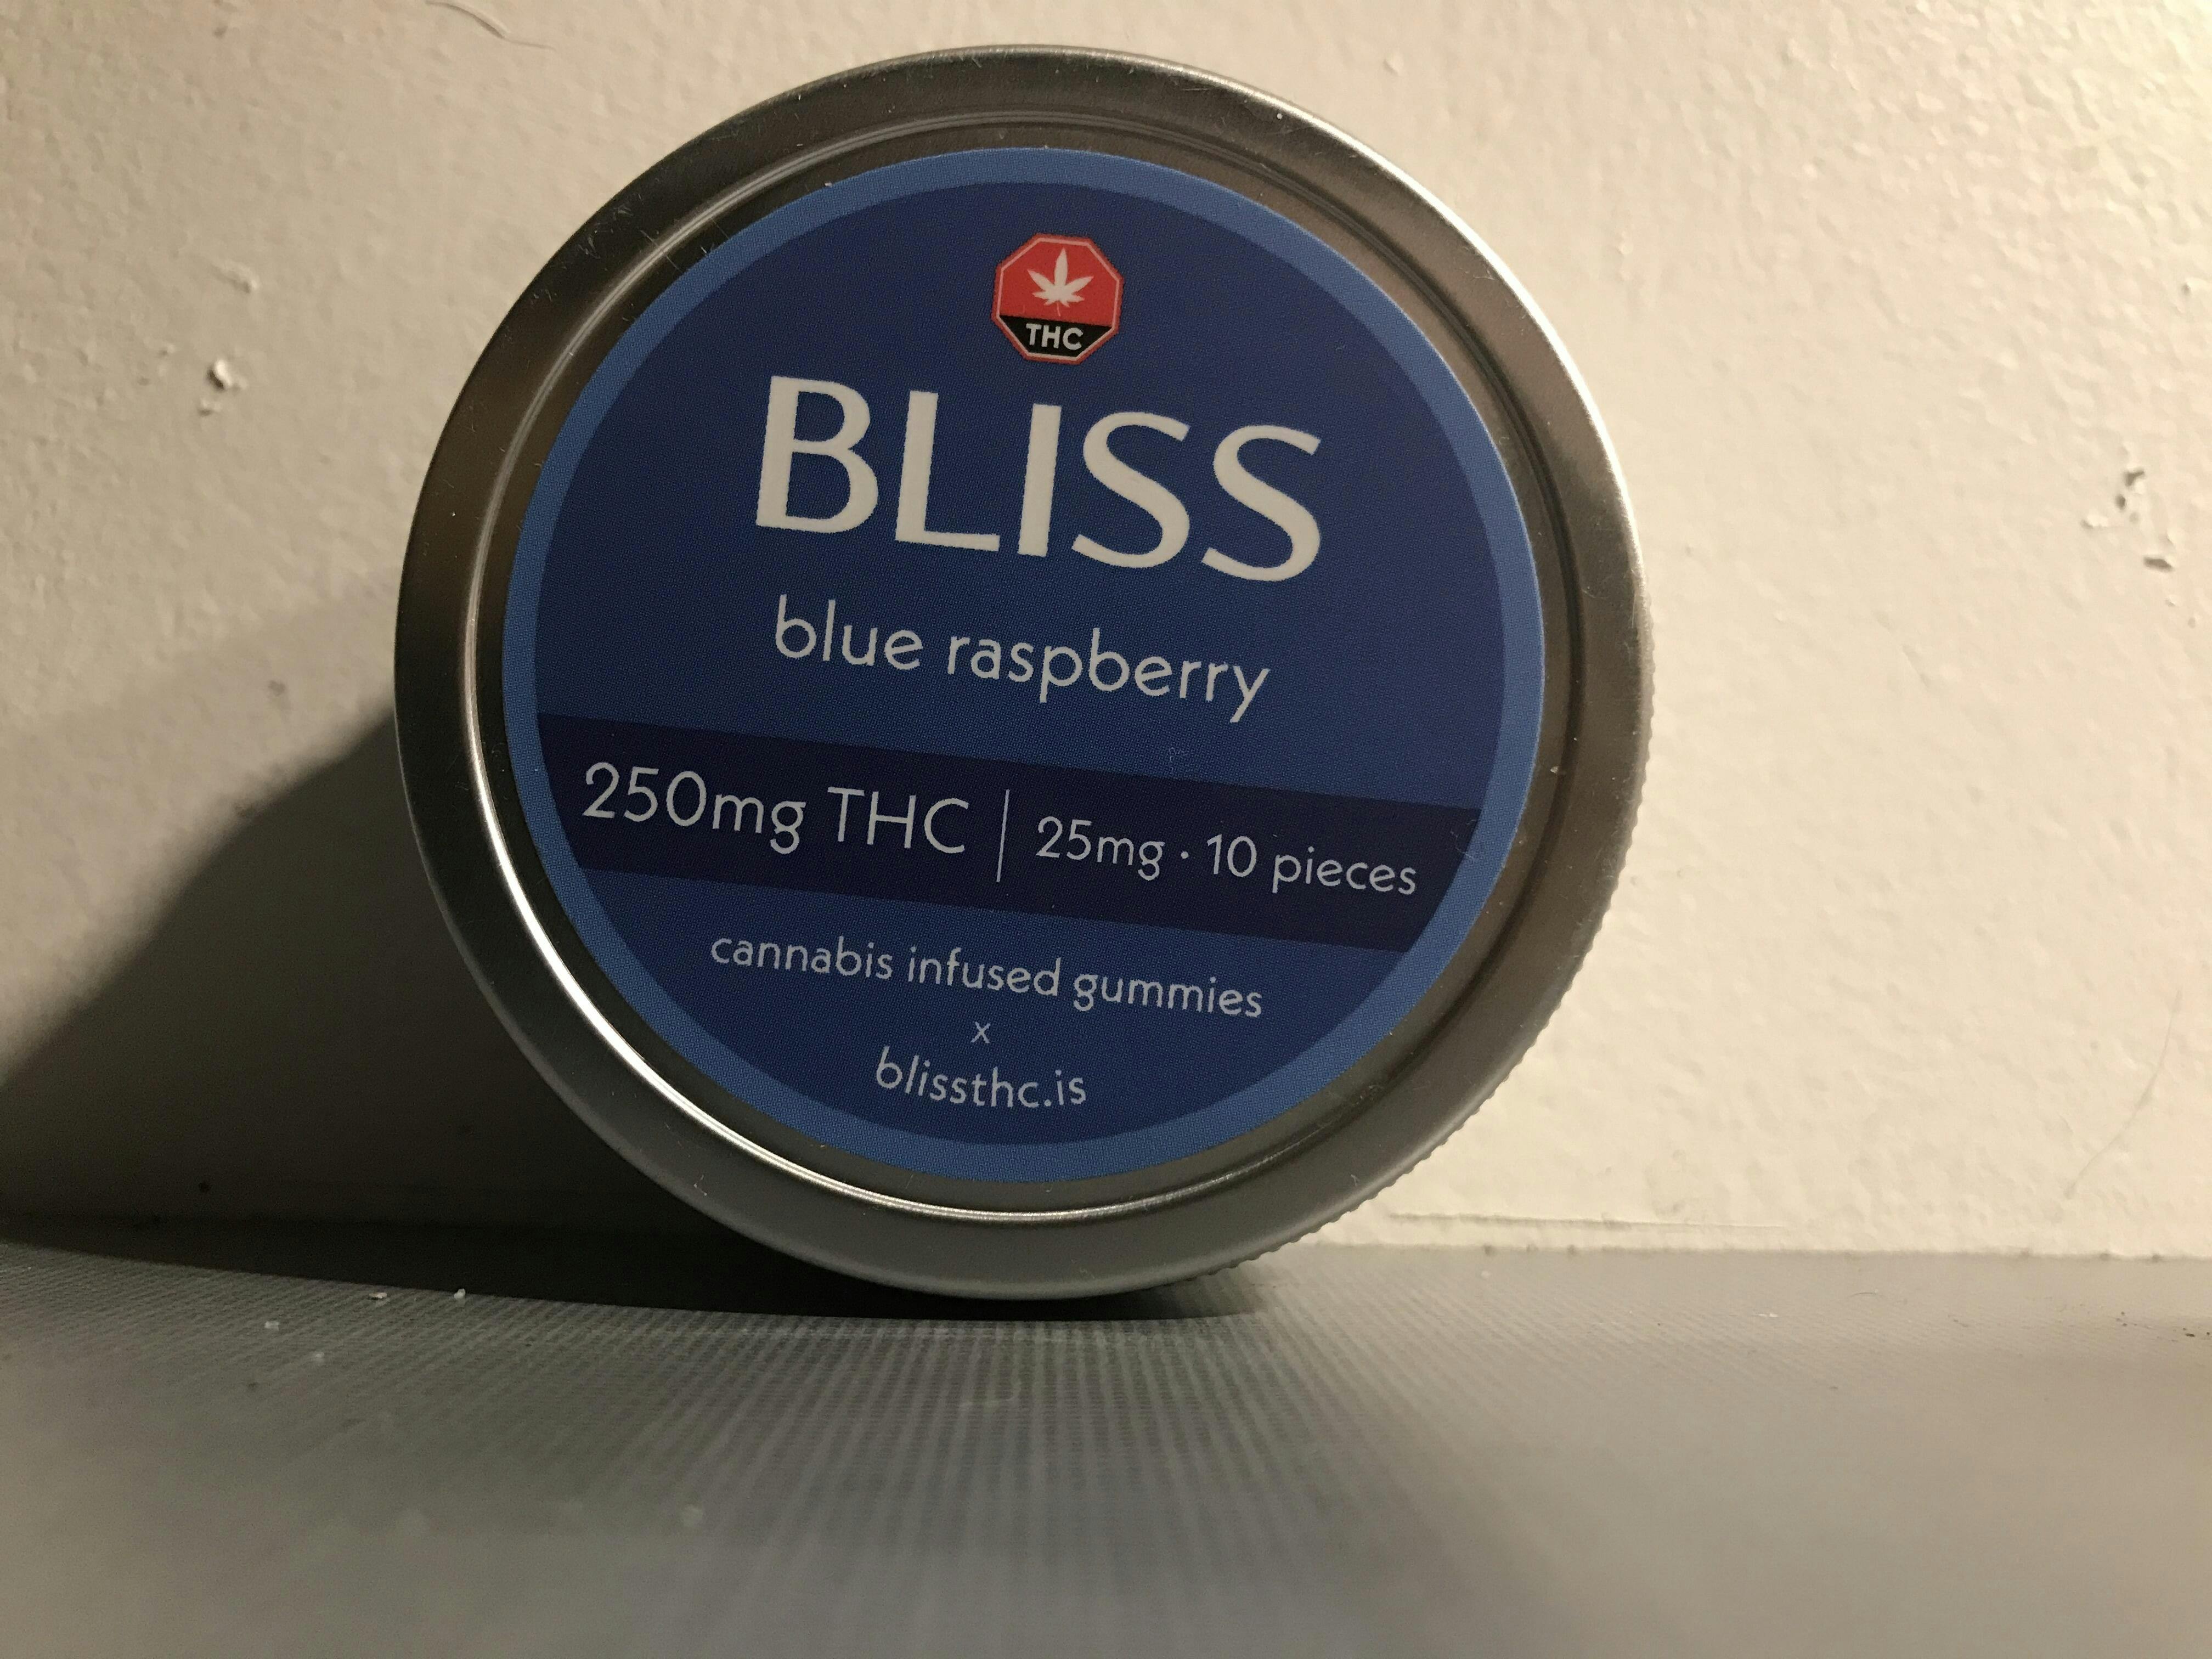 THC
BLISS
blue raspberry
250mg THC | 25mg · 10 pieces
cannabis infused gummies
x
blissthc.is